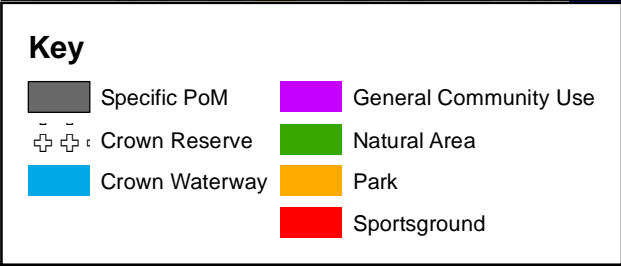 Key
Specific PoM
Crown Reserve
Crown Waterway
General Community Use
Natural Area
Park
Sportsground